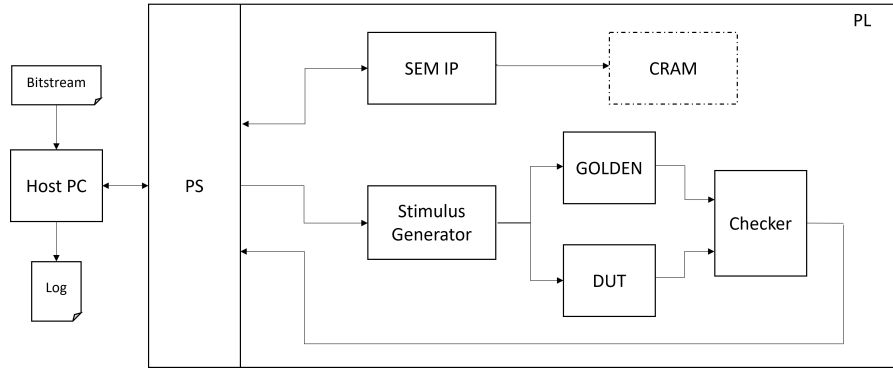 PL
SEM IP
CRAM
Bitstream
Host PC
PS
GOLDEN
Stimulus
Generator
Checker
DUT
Log